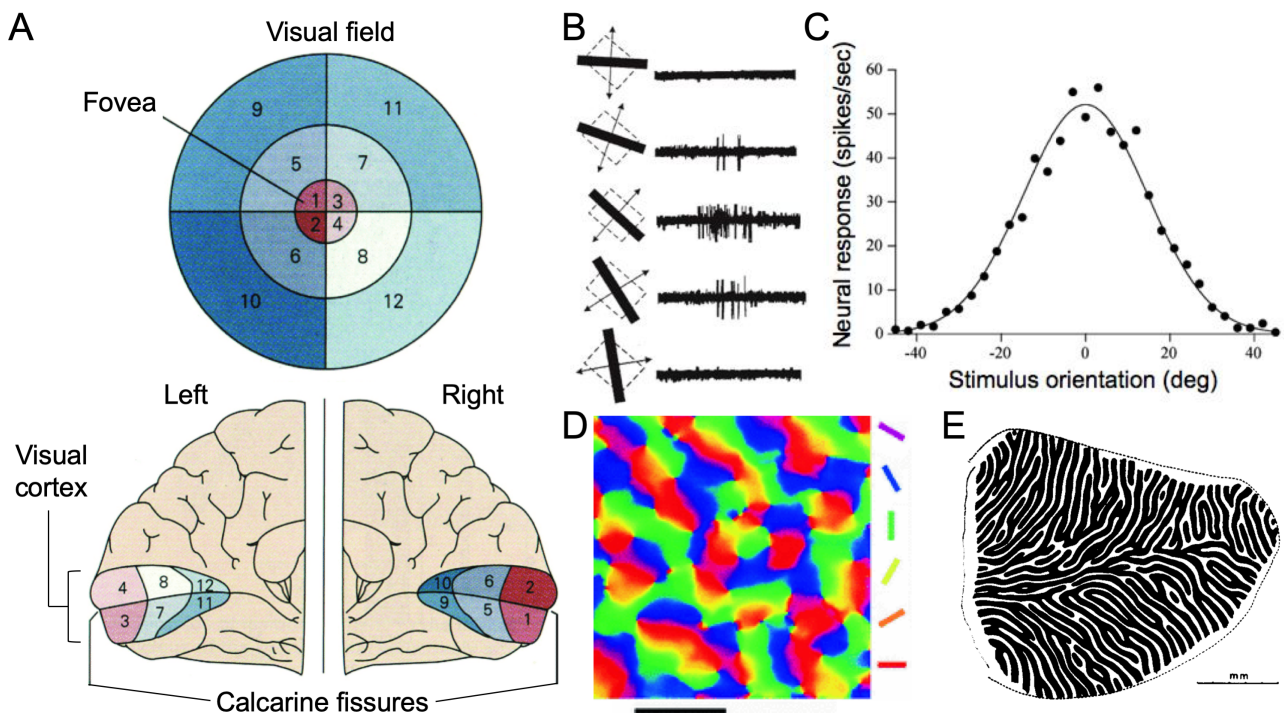 A
Visual field
Fovea
9
11
5
7
1
3
2
4
6
8
10
12
Left
Right
Visual
cortex
4
8
12
11
7
3
10
6
2
9
5
1
Calcarine fissures
B
C
Neural response (spikes/sec)
60
50
40
30
20
10
0
-40
-20
0
20
40
Stimulus orientation (deg)
D
E
mm